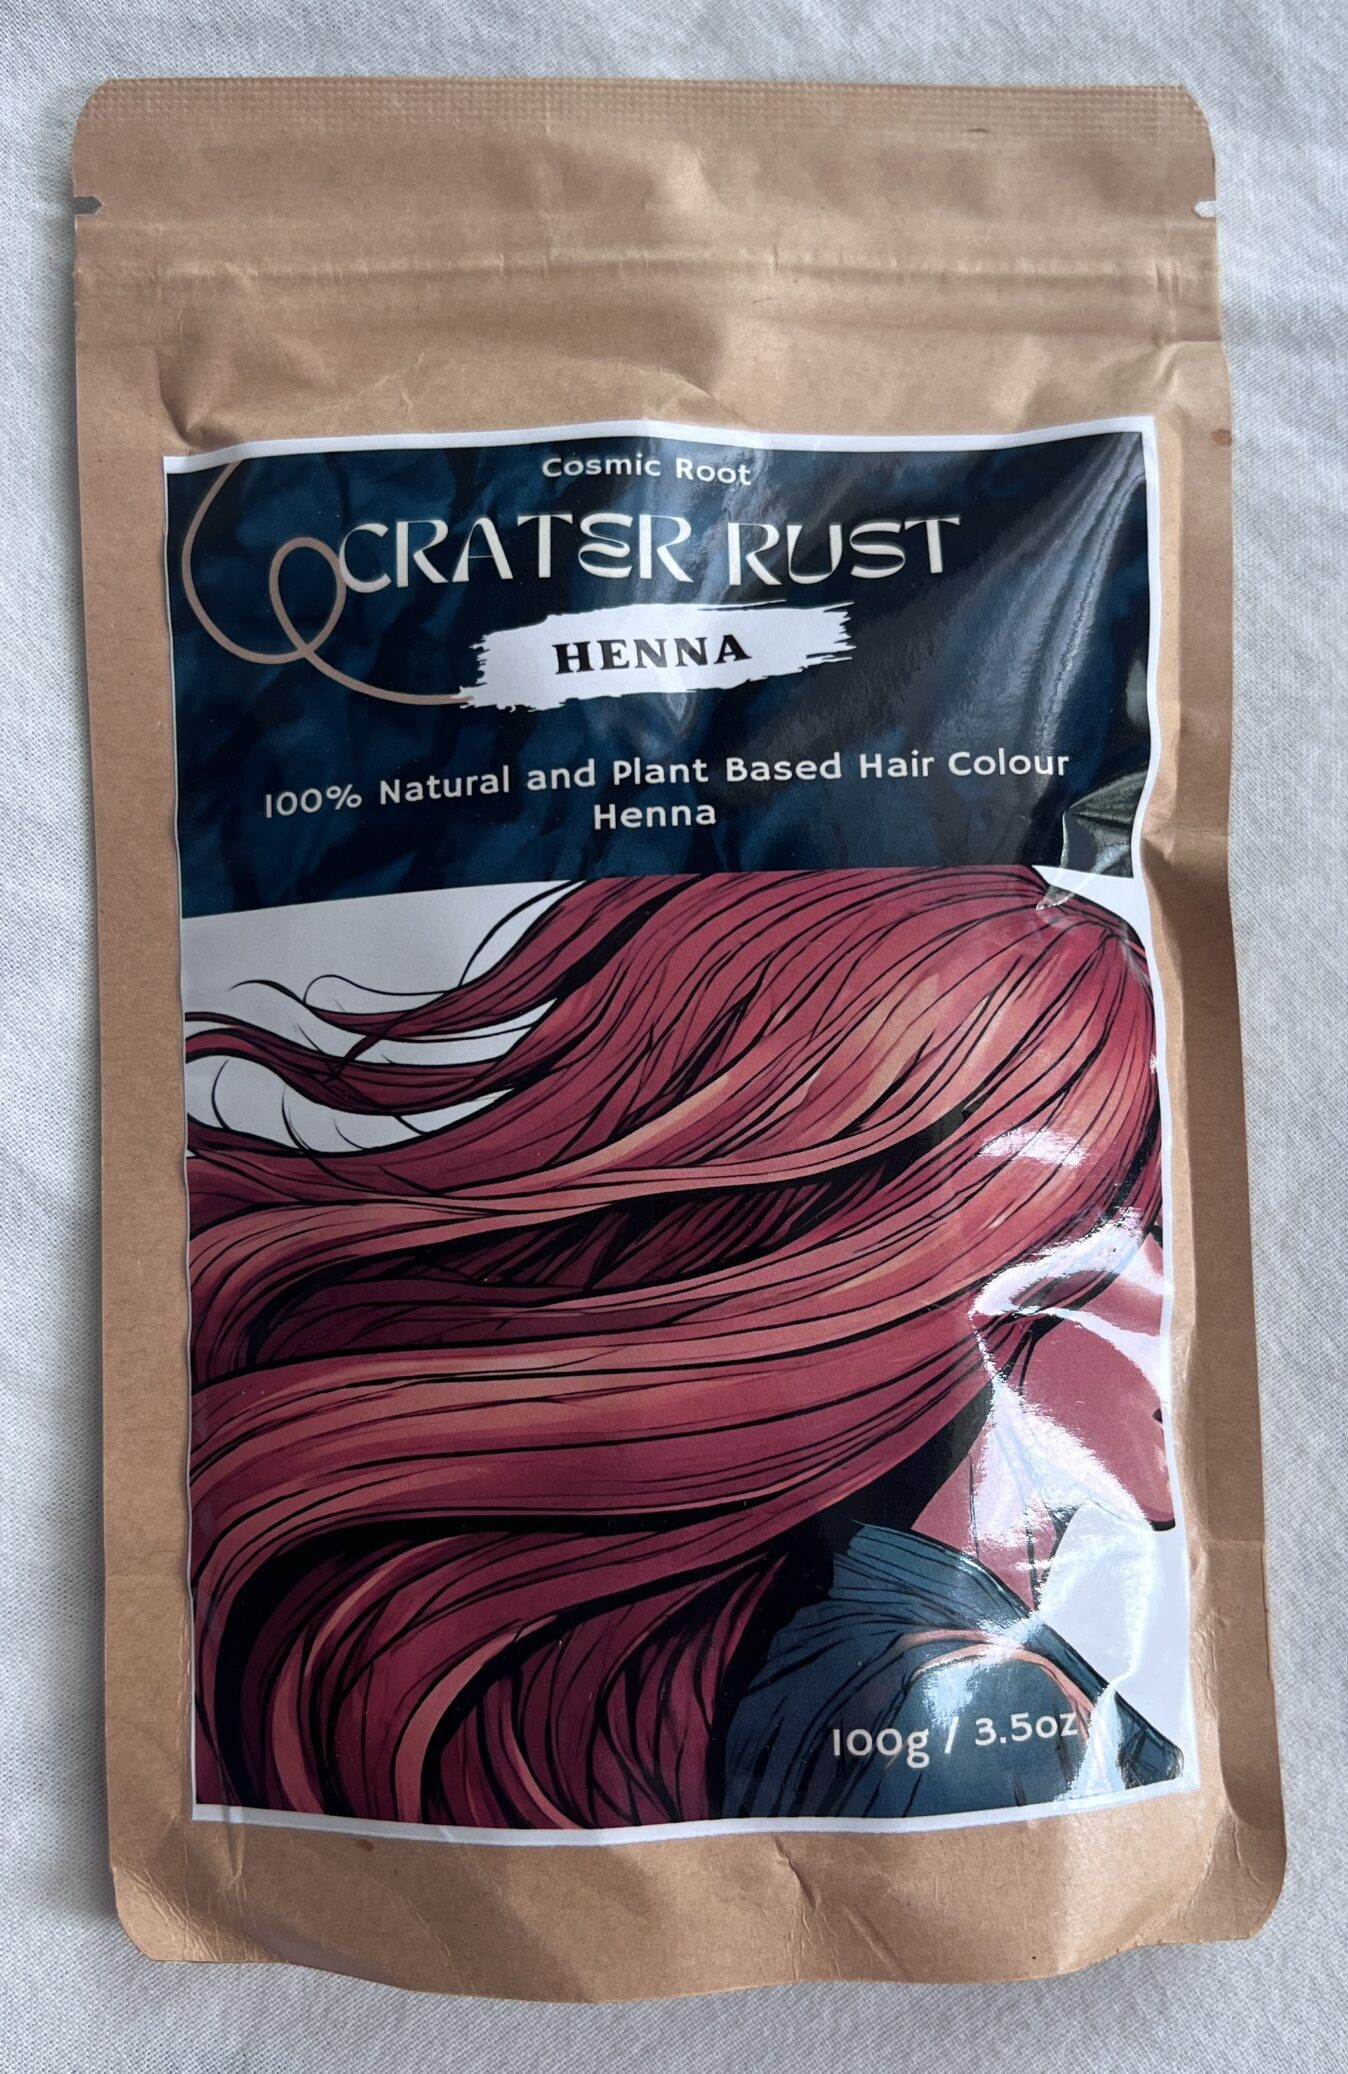 Cosmic Root
CRATER RUST
HENNA
100% Natural and Plant Based Hair Colour
Henna
100g / 3.5oz